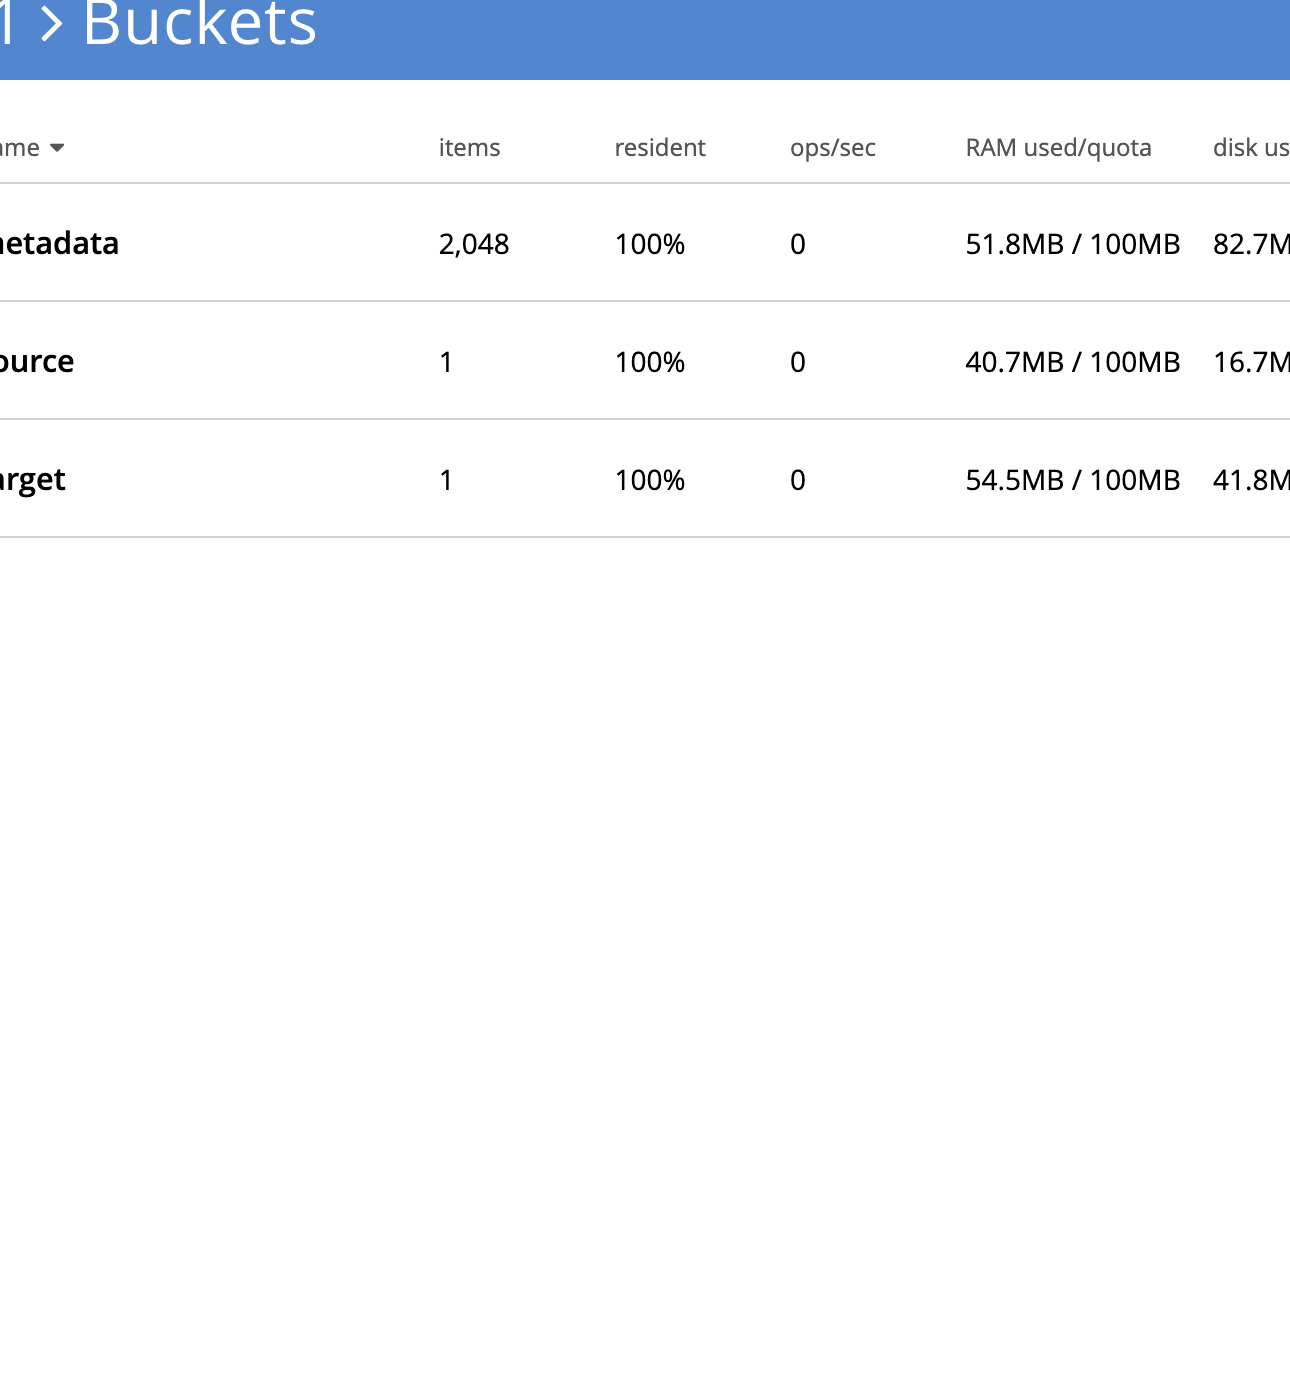 1 > Buckets
ame items resident ops/sec RAM used/quota disk us
etadata 2,048 100% 0 51.8MB / 100MB 82.7M
ource 1 100% 0 40.7MB / 100MB 16.7M
arget 1 100% 0 54.5MB / 100MB 41.8M